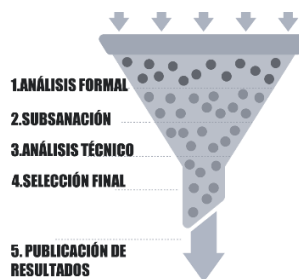 1.ANÁLISIS FORMAL
2.SUBSANACIÓN
3.ANÁLISIS TÉCNICO
4.SELECCIÓN FINAL
5. PUBLICACIÓN DE
RESULTADOS